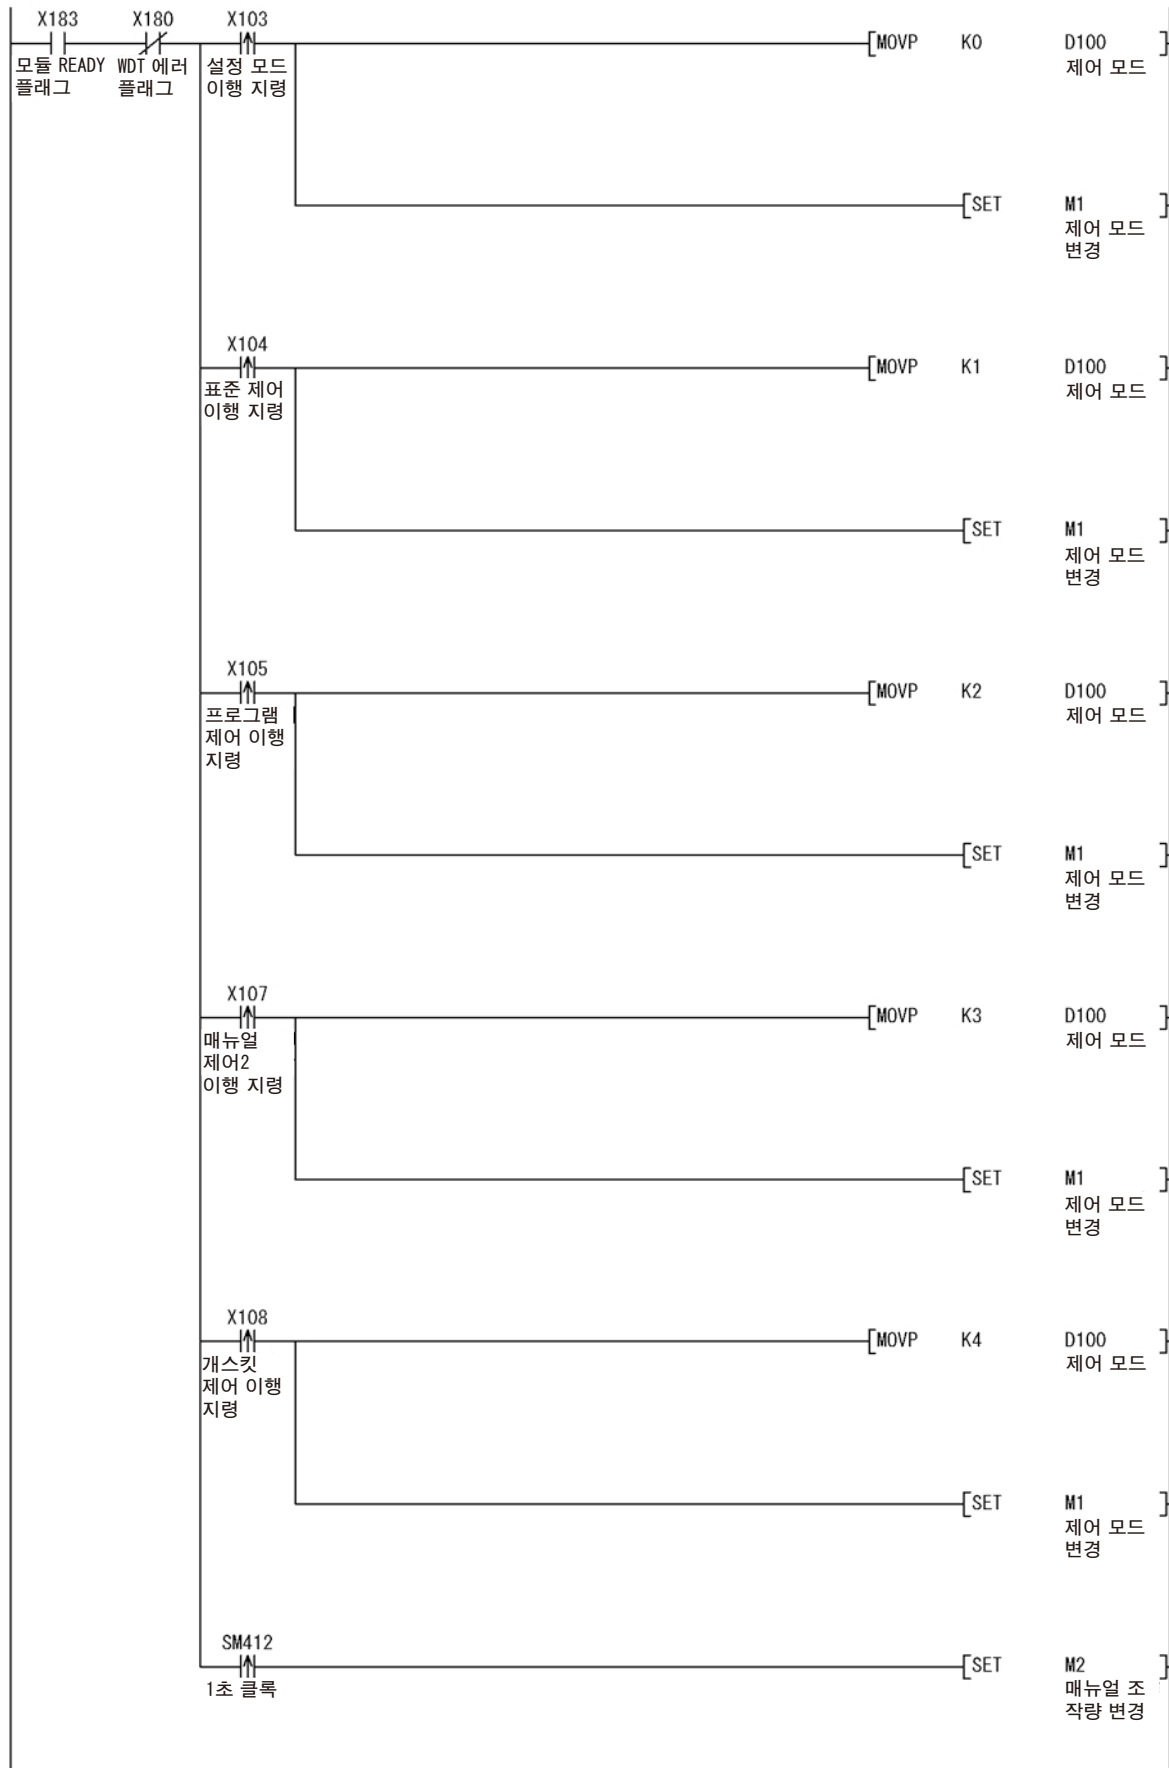 X183 X180 X103
[MOVP K0 D100 ]
모듈 READY WDT 에러 설정 모드 제어 모드
플래그 플래그 이행 지령
[SET M1 ]
제어 모드
변경
X104
[MOVP K1 D100 ]
표준 제어 제어 모드
이행 지령
[SET M1 ]
제어 모드
변경
X105
[MOVP K2 D100 ]
프로그램 제어 모드
제어 이행
지령
[SET M1 ]
제어 모드
변경
X107
[MOVP K3 D100 ]
매뉴얼 제어 모드
제어2
이행 지령
[SET M1 ]
제어 모드
변경
X108
[MOVP K4 D100 ]
개스킷 제어 모드
제어 이행
지령
[SET M1 ]
제어 모드
변경
SM412
[SET M2 ]
1초 클록 매뉴얼 조
작량 변경